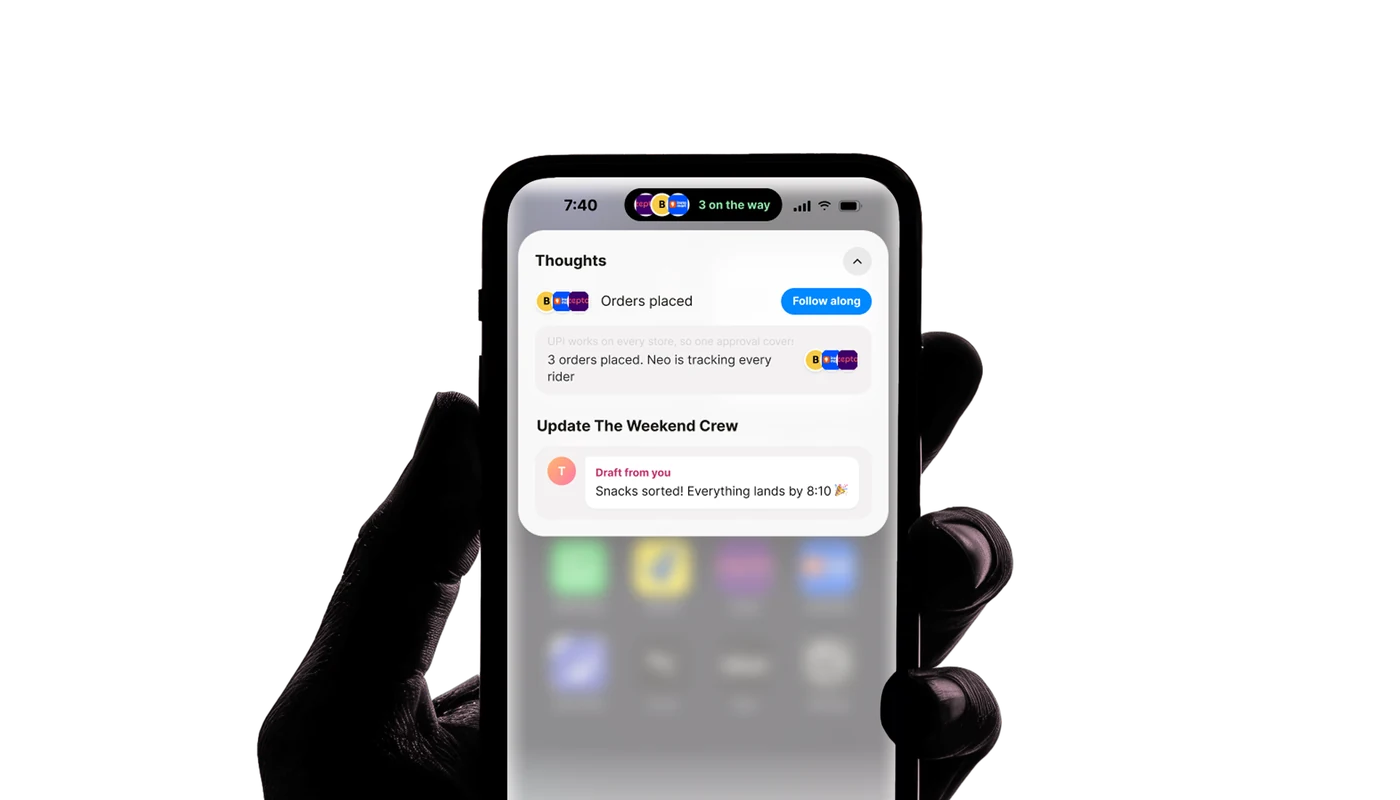 7:40
B
3 on the way
Thoughts
B
Orders placed
Follow along
UPI works on every store, so one approval covers
3 orders placed. Neo is tracking every
rider
B
Update The Weekend Crew
T
Draft from you
Snacks sorted! Everything lands by 8:10 🎉